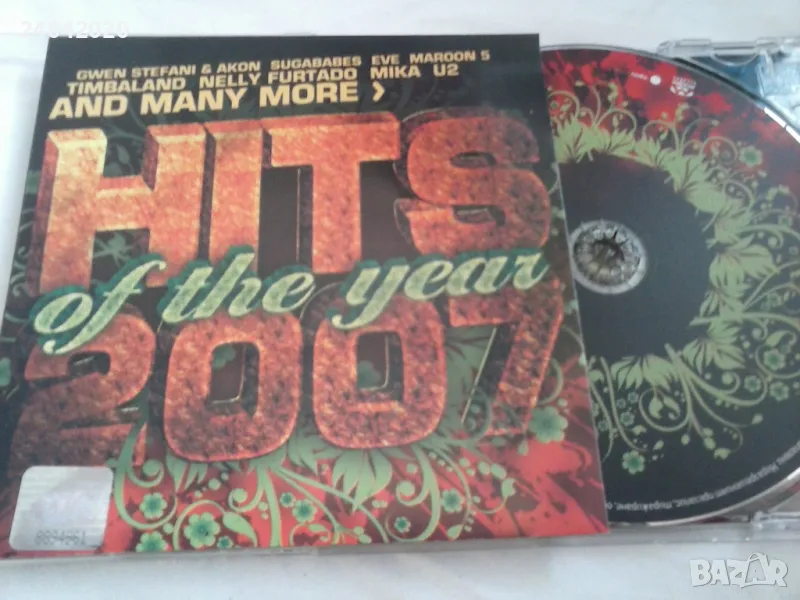 GWEN STEFANI & AKON SUGABABES EVE MAROON 5
TIMBALAND NELLY FURTADO MIKA U2
AND MANY MORE >
HITS
of the year
2007
BAZAR